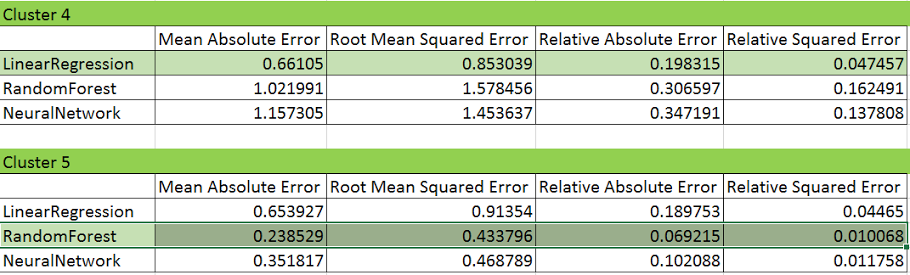 Cluster 4
Mean Absolute Error Root Mean Squared Error Relative Absolute Error Relative Squared Error
LinearRegression 0.66105 0.853039 0.198315 0.047457
RandomForest 1.021991 1.578456 0.306597 0.162491
NeuralNetwork 1.157305 1.453637 0.347191 0.137808
Cluster 5
Mean Absolute Error Root Mean Squared Error Relative Absolute Error Relative Squared Error
LinearRegression 0.653927 0.91354 0.189753 0.04465
RandomForest 0.238529 0.433796 0.069215 0.010068
NeuralNetwork 0.351817 0.468789 0.102088 0.011758